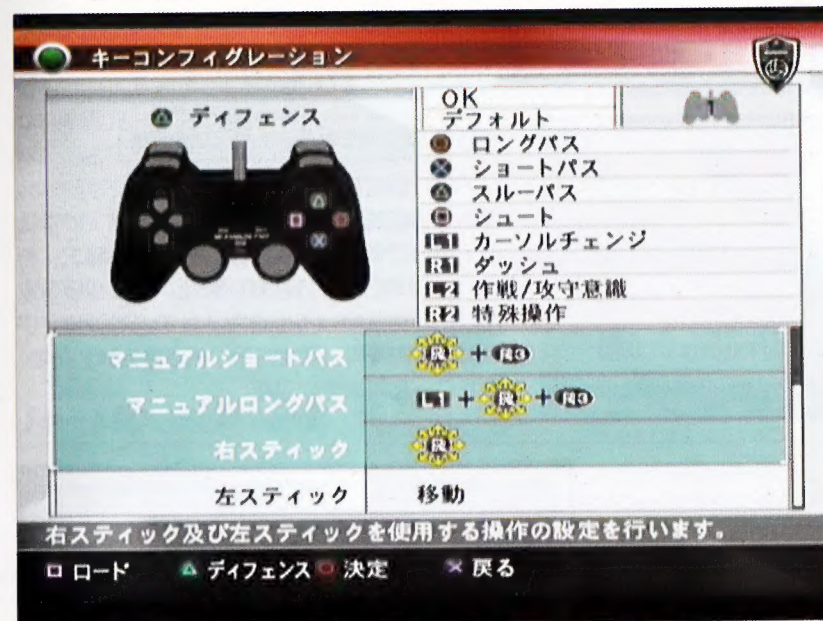 キーコンフィグレーション
ディフェンス
OK
デフォルト
1
ロングパス
ショートパス
スルーパス
シュート
L1 カーソルチェンジ
R1 ダッシュ
L2 作戦/攻守意識
R2 特殊操作
マニュアルショートパス R + R3
マニュアルロングパス L1 + R + R3
右スティック R
左スティック 移動
右スティック及び左スティックを使用する操作の設定を行います。
ロード ディフェンス 決定 戻る